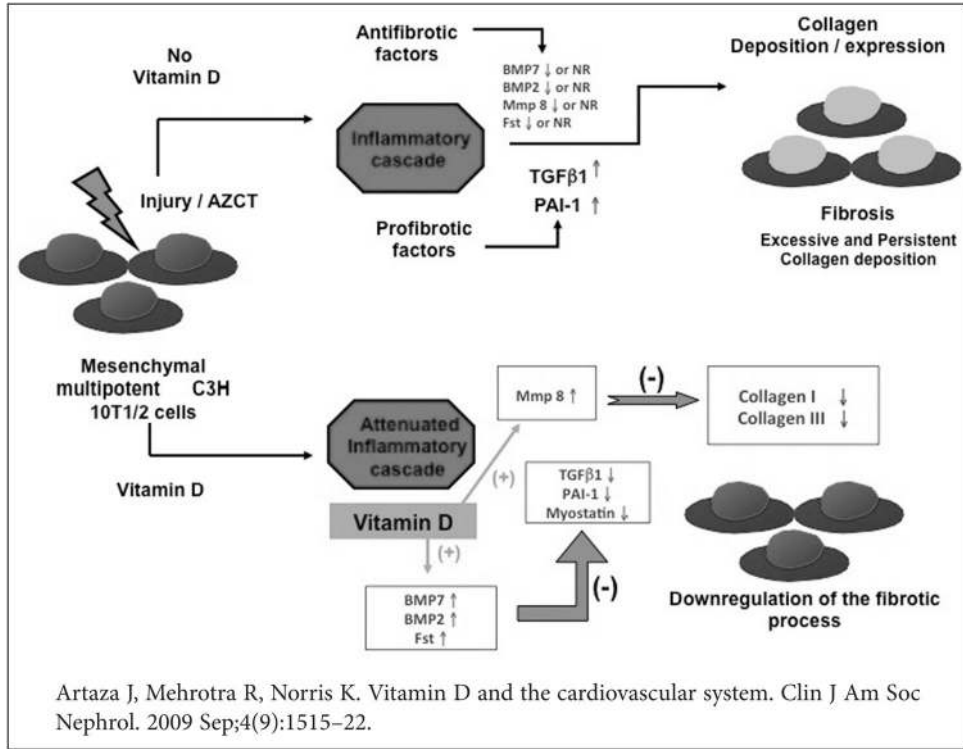 No
Vitamin D
Antifibrotic
factors
Collagen
Deposition / expression
BMP7 ↓ or NR
BMP2 ↓ or NR
Mmp 8 ↓ or NR
Fst ↓ or NR
Inflammatory
cascade
Injury / AZCT
TGFβ1 ↑
PAI-1 ↑
Profibrotic
factors
Fibrosis
Excessive and Persistent
Collagen deposition
Mesenchymal
multipotent C3H
10T1/2 cells
Vitamin D
Attenuated
Inflammatory
cascade
Vitamin D
(+)
(+)
Mmp 8 ↑
(-)
Collagen I ↓
Collagen III ↓
TGFβ1 ↓
PAI-1 ↓
Myostatin ↓
BMP7 ↑
BMP2 ↑
Fst ↑
(-)
Downregulation of the fibrotic
process
Artaza J, Mehrotra R, Norris K. Vitamin D and the cardiovascular system. Clin J Am Soc
Nephrol. 2009 Sep;4(9):1515–22.